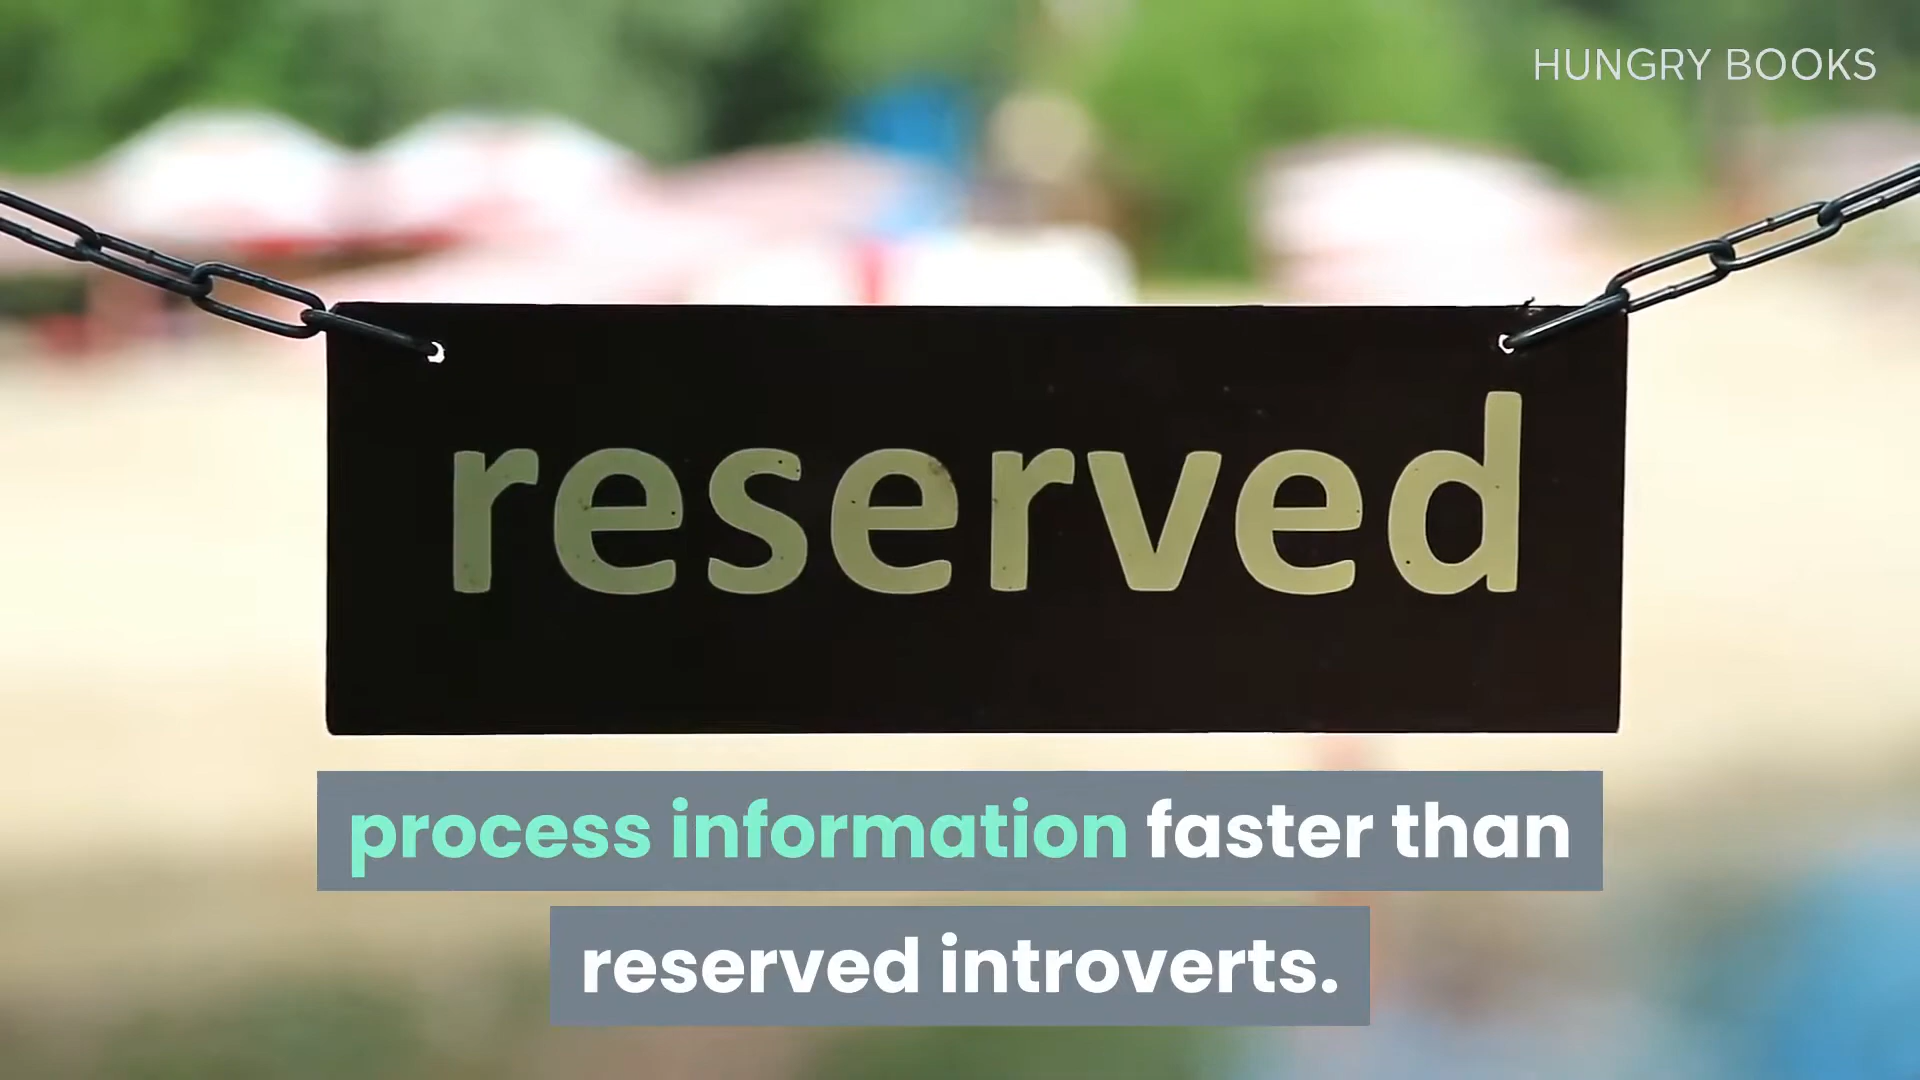 HUNGRY BOOKS
reserved
process information faster than
reserved introverts.